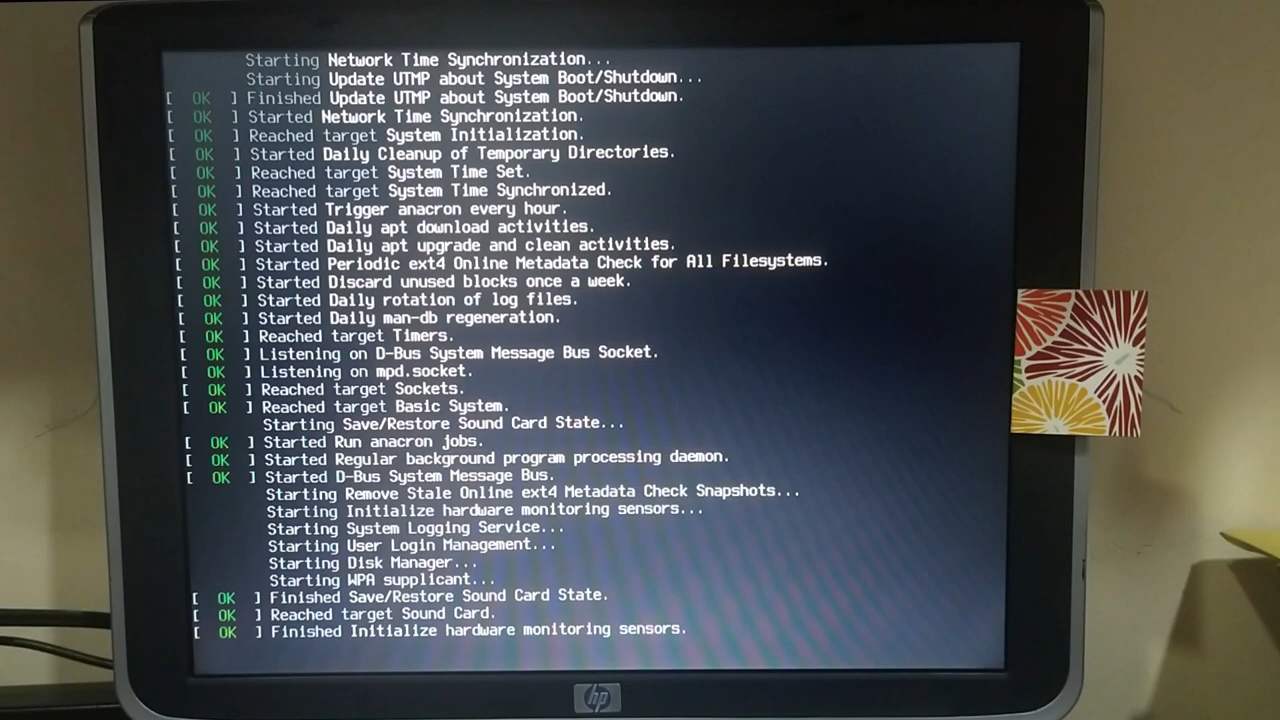 Starting Network Time Synchronization...
Starting Update UTMP about System Boot/Shutdown...
[ OK ] Finished Update UTMP about System Boot/Shutdown.
[ OK ] Started Network Time Synchronization.
[ OK ] Reached target System Initialization.
[ OK ] Started Daily Cleanup of Temporary Directories.
[ OK ] Reached target System Time Set.
[ OK ] Reached target System Time Synchronized.
[ OK ] Started Trigger anacron every hour.
[ OK ] Started Daily apt download activities.
[ OK ] Started Daily apt upgrade and clean activities.
[ OK ] Started Periodic ext4 Online Metadata Check for All Filesystems.
[ OK ] Started Discard unused blocks once a week.
[ OK ] Started Daily rotation of log files.
[ OK ] Started Daily man-db regeneration.
[ OK ] Reached target Timers.
[ OK ] Listening on D-Bus System Message Bus Socket.
[ OK ] Listening on mpd.socket.
[ OK ] Reached target Sockets.
[ OK ] Reached target Basic System.
Starting Save/Restore Sound Card State...
[ OK ] Started Run anacron jobs.
[ OK ] Started Regular background program processing daemon.
[ OK ] Started D-Bus System Message Bus.
Starting Remove Stale Online ext4 Metadata Check Snapshots...
Starting Initialize hardware monitoring sensors...
Starting System Logging Service...
Starting User Login Management...
Starting Disk Manager...
Starting WPA supplicant...
[ OK ] Finished Save/Restore Sound Card State.
[ OK ] Reached target Sound Card.
[ OK ] Finished Initialize hardware monitoring sensors.
hp